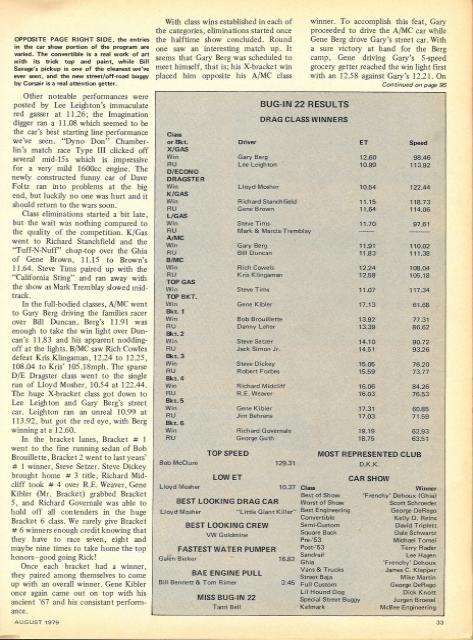 OPPOSITE PAGE RIGHT SIDE, the entries
in the car show portion of the program are
varied. The convertible is a real work of art
with its trick top and paint, while Bill
Savage's pickup is one of the cleanest we've
ever seen, and the new street/off-road buggy
by Corsair is a real attention getter.
Other noteable performances were
posted by Lee Leighton's immaculate
red gasser at 11.26; the Imagination
digger ran a 11.08 which seemed to be
the car's best starting line performance
we've seen. "Dyno Don" Chamber-
lin's match race Type III clicked off
several mid-15s which is impressive
for a very mild 1600cc engine. The
newly constructed funny car of Dave
Foltz ran into problems at the big
end, but luckily no one was hurt and it
should return to the wars soon.
Class eliminations started a bit late,
but the wait was nothing compared to
the quality of the competition. K/Gas
went to Richard Stanchfield and the
"Tuff-N-Nuff" chop-top over the Ghia
of Gene Brown, 11.15 to Brown's
11.64. Steve Tims paired up with the
"California Sting" and ran away with
the show as Mark Tremblay slowed mid-
track.
In the full-bodied classes, A/MC went
to Gary Berg driving the families racer
over Bill Duncan. Berg's 11.91 was
enough to take the win light over Dun-
can's 11.83 and his apparent nodding-
off at the lights. B/MC saw Rich Cowles
defeat Kris Klingaman, 12.24 to 12.25,
108.04 to Kris' 105.18mph. The sparse
D/E Dragster class went to the single
run of Lloyd Mosher, 10.54 at 122.44.
The huge X-bracket class got down to
Lee Leighton and Gary Berg's street
car. Leighton ran an unreal 10.99 at
113.92, but got the red eye, with Berg
winning at a 12.60.
In the bracket lanes, Bracket # 1
went to the fine running sedan of Bob
Brouillette, Bracket 2 went to last years'
# 1 winner, Steve Setzer. Steve Dickey
brought home # 3 title, Richard Mid-
cliff took # 4 over R.E. Weaver, Gene
Kibler (Mr. Bracket) grabbed Bracket
5, and Richard Governale was able to
hold off all contenders in the huge
Bracket 6 class. We rarely give Bracket
# 6 winners enough credit knowing that
they have to race seven, eight and
maybe nine times to take home the top
honors–good going Rick!
Once each bracket had a winner,
they paired among themselves to come
up with an overall winner. Gene Kibler
once again came out on top with his
ancient '67 and his consistant perform-
ance.
With class wins established in each of
the categories, eliminations started once
the halftime show concluded. Round
one saw an interesting match up. It
seems that Gary Berg was scheduled to
meet himself, that is; his X-bracket win
placed him opposite his A/MC class
winner. To accomplish this feat, Gary
proceeded to drive the A/MC car while
Gene Berg drove Gary's street car. With
a sure victory at hand for the Berg
camp, Gene driving Gary's 5-speed
grocery getter reached the win light first
with an 12.58 against Gary's 12.21. On
Continued on page 95
BUG-IN 22 RESULTS
DRAG CLASS WINNERS
Class
or Bkt. Driver ET Speed
X/GAS
Win Gary Berg 12.60 98.46
RU Lee Leighton 10.99 113.92
D/ECONO
DRAGSTER
Win Lloyd Mosher 10.54 122.44
K/GAS
Win Richard Stanchfield 11.15 118.73
RU Gene Brown 11.64 114.06
L/GAS
Win Steve Tims 11.70 97.61
RU Mark & Marcia Tremblay
A/MC
Win Gary Berg 11.91 110.02
RU Bill Duncan 11.83 111.38
B/MC
Win Rich Cowels 12.24 108.04
RU Kris Klingaman 12.58 105.18
TOP GAS
Win Steve Tims 11.07 117.34
TOP BKT.
Win Gene Kibler 17.13 61.68
Bkt. 1
Win Bob Brouillette 13.92 77.31
RU Danny Leher 13.39 86.62
Bkt. 2
Win Steve Setzer 14.10 90.72
RU Jack Simon Jr. 14.51 93.26
Bkt. 3
Win Steve Dickey 15.05 76.20
RU Robert Forbes 15.59 73.77
Bkt. 4
Win Richard Midcliff 16.06 84.26
RU R.E. Weaver 16.03 76.53
Bkt. 5
Win Gene Kibler 17.31 60.85
RU Jim Behrens 17.03 71.59
Bkt. 6
Win Richard Governale 18.19 62.93
RU George Guth 18.75 63.51
TOP SPEED
Bob McClure 129.31
LOW ET
Lloyd Mosher 10.37
BEST LOOKING DRAG CAR
Lloyd Mosher "Little Giant Killer"
BEST LOOKING CREW
VW Goldmine
FASTEST WATER PUMPER
Galen Bieker 16.83
BAE ENGINE PULL
Bill Bennett & Tom Rimer 3:45
MISS BUG-IN 22
Tami Bell
MOST REPRESENTED CLUB
D.K.K.
CAR SHOW
Class Winner
Best of Show 'Frenchy' Dehoux (Ghia)
Worst of Show Scott Schroeder
Best Engineering George DeRego
Convertible Kelly D. Reins
Semi-Custom David Triplett
Square Back Dale Schwarst
Pre-'53 Michael Tomei
Post-'53 Terry Rader
Sandrail Lee Hagen
Ghia 'Frenchy' Dehoux
Vans & Trucks James C. Klepper
Street Baja Mike Martin
Full Custom George DeRego
Lil Hound Dog Dick Knott
Special Street Buggy Jurgen Broesel
Kelmark McBee Engineering
AUGUST 1979 33